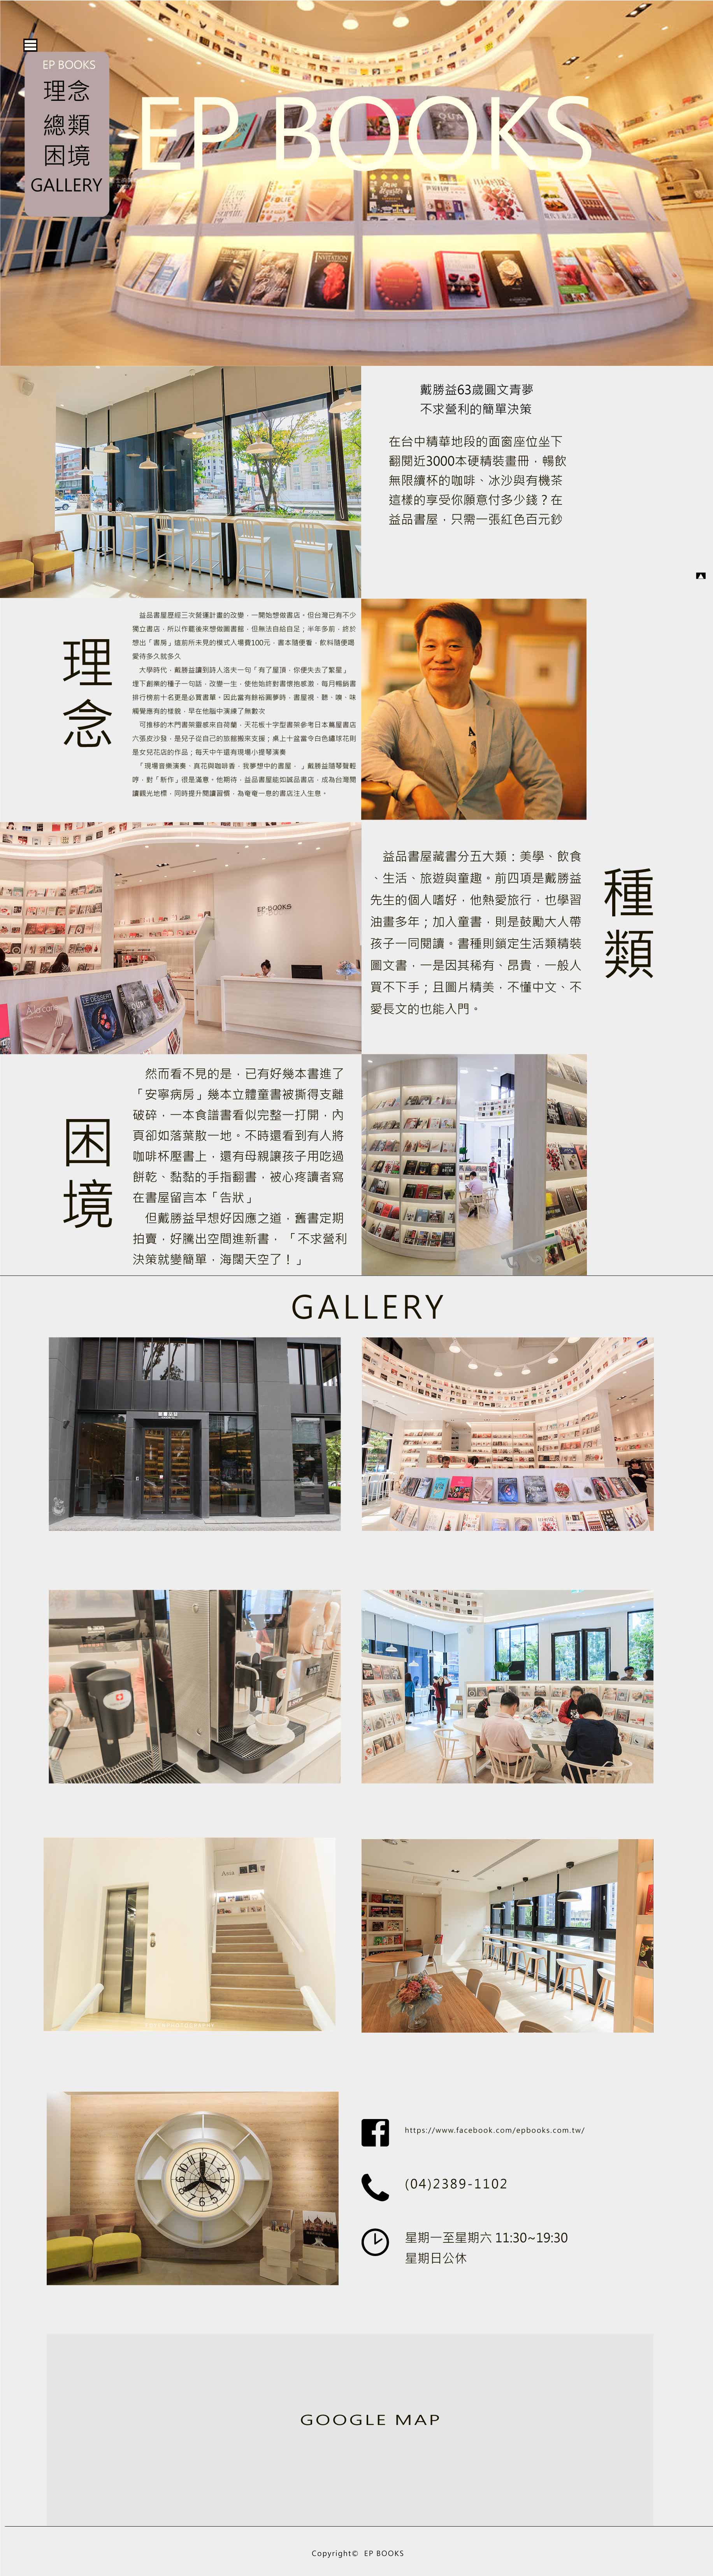 EP BOOKS
理念
總類
困境
GALLERY
EP BOOKS
戴勝益63歲圓文青夢
不求營利的簡單決策
在台中精華地段的面窗座位坐下
翻閱近3000本硬精裝畫冊，暢飲
無限續杯的咖啡、冰沙與有機茶
這樣的享受你願意付多少錢？在
益品書屋，只需一張紅色百元鈔
理念
益品書屋歷經三次營運計畫的改變，一開始想做書店，但台灣已有不少
獨立書店，所以作罷後來想做圖書館，但無法自給自足；半年多前，終於
想出「書房」這前所未見的模式入場費100元，書本隨便看，飲料隨便喝
愛待多久就多久
大學時代，戴勝益讀到詩人洛夫一句「有了屋頂，你便失去了繁星」
埋下創業的種子一句話，改變一生，使他始終對書懷抱感激，每月暢銷書
排行榜前十名更是必買書單。因此當有餘裕圓夢時，書屋視、聽、嗅、味
觸覺應有的樣貌，早在他腦中演練了無數次
可推移的木門書架靈感來自荷蘭，天花板十字型書架參考日本蔦屋書店
六張皮沙發，是兒子從自己的旅館搬來支援；桌上十盆當令白色繡球花則
是女兒花店的作品；每天中午還有現場小提琴演奏
「現場音樂演奏、真花與咖啡香，我夢想中的書屋，」戴勝益隨琴聲輕
哼，對「新作」很是滿意。他期待，益品書屋能如誠品書店，成為台灣閱
讀觀光地標，同時提升閱讀習慣，為奄奄一息的書店注入生息。
EP·BOOKS
益品書屋藏書分五大類：美學、飲食
、生活、旅遊與童趣。前四項是戴勝益
先生的個人嗜好，他熱愛旅行，也學習
油畫多年；加入童書，則是鼓勵大人帶
孩子一同閱讀。書種則鎖定生活類精裝
圖文書，一是因其稀有、昂貴，一般人
買不下手；且圖片精美，不懂中文、不
愛長文的也能入門。
種類
困境
然而看不見的是，已有好幾本書進了
「安寧病房」幾本立體童書被撕得支離
破碎，一本食譜書看似完整一打開，內
頁卻如落葉散一地。不時還看到有人將
咖啡杯壓書上，還有母親讓孩子用吃過
餅乾、黏黏的手指翻書，被心疼讀者寫
在書屋留言本「告狀」
但戴勝益早想好因應之道，舊書定期
拍賣，好騰出空間進新書，「不求營利
決策就變簡單，海闊天空了！」
GALLERY
Asia
https://www.facebook.com/epbooks.com.tw/
(04)2389-1102
星期一至星期六 11:30~19:30
星期日公休
GOOGLE MAP
Copyright© EP BOOKS